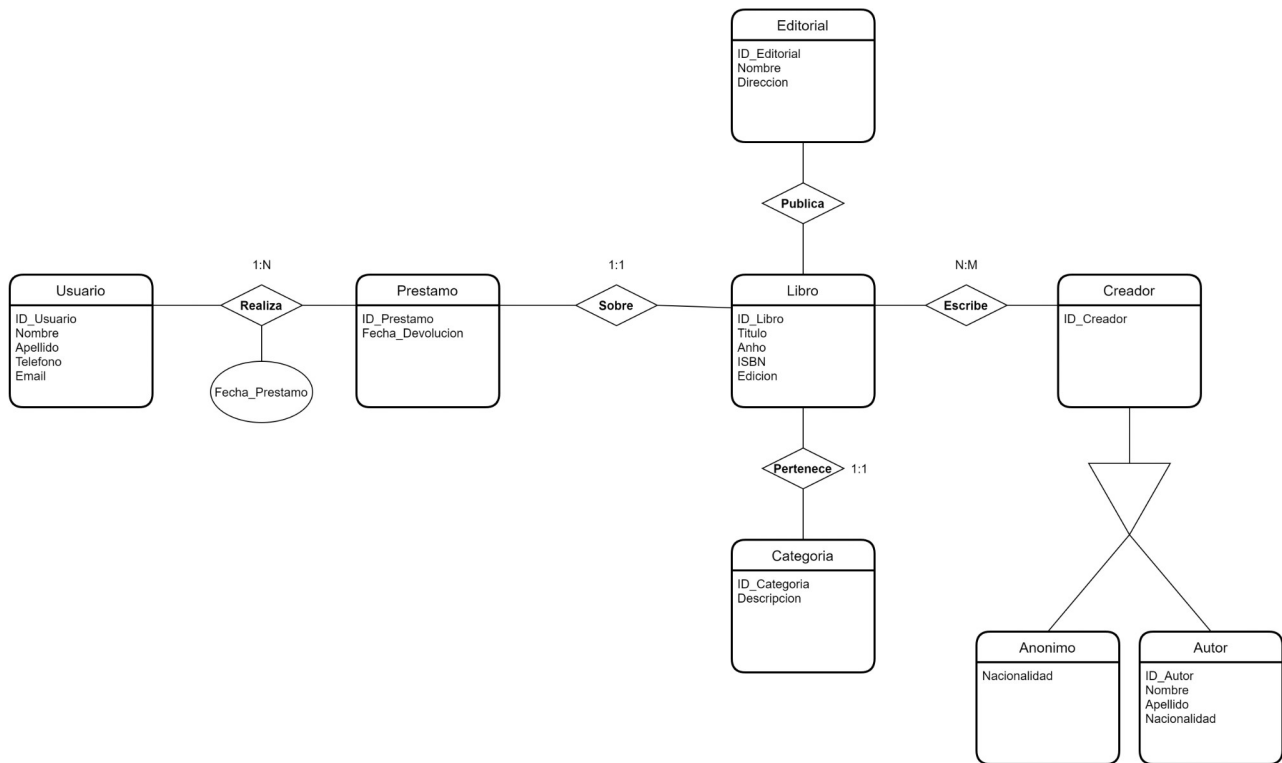 Editorial
ID_Editorial
Nombre
Direccion
Publica
1:N
1:1
N:M
Usuario
ID_Usuario
Nombre
Apellido
Telefono
Email
Realiza
Fecha_Prestamo
Prestamo
ID_Prestamo
Fecha_Devolucion
Sobre
Libro
ID_Libro
Titulo
Anho
ISBN
Edicion
Escribe
Creador
ID_Creador
Pertenece
1:1
Categoria
ID_Categoria
Descripcion
Anonimo
Nacionalidad
Autor
ID_Autor
Nombre
Apellido
Nacionalidad